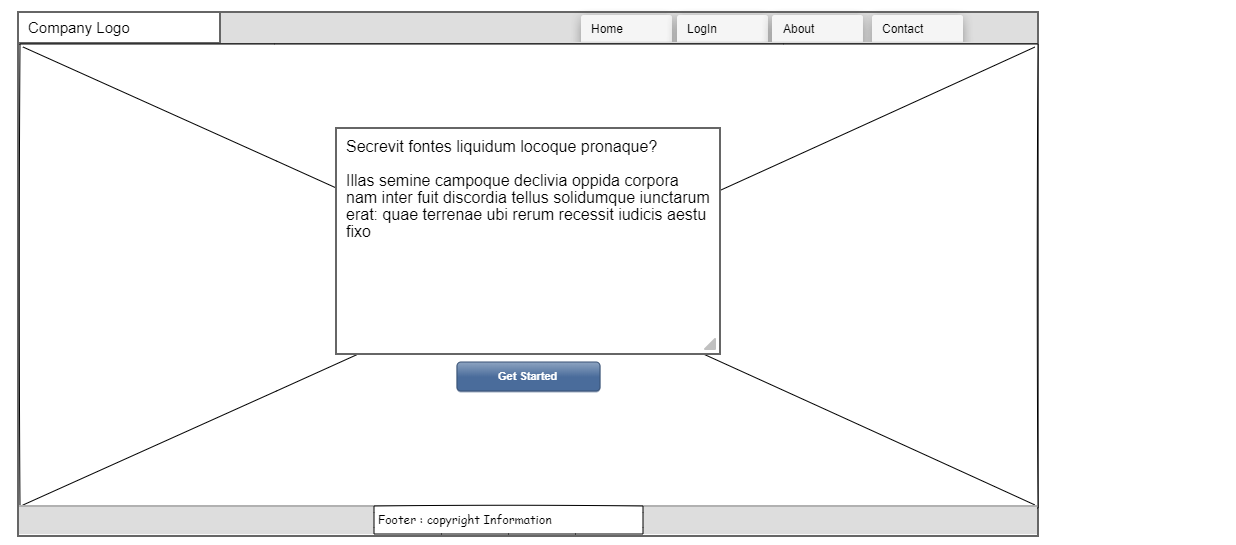 Company Logo
Home
LogIn
About
Contact
Secrevit fontes liquidum locoque pronaque?
Illas semine campoque declivia oppida corpora
nam inter fuit discordia tellus solidumque iunctarum
erat: quae terrenae ubi rerum recessit iudicis aestu
fixo
Get Started
Footer : copyright Information